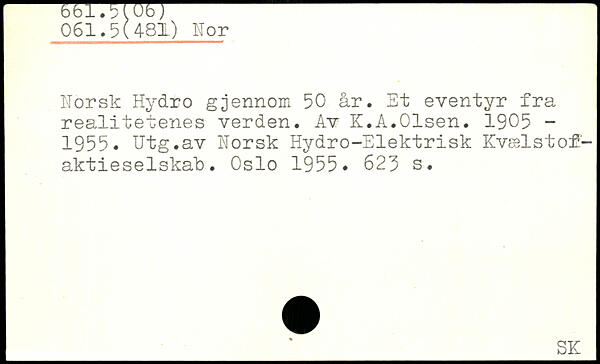 661.5(06)
061.5(481) Nor
Norsk Hydro gjennom 50 år. Et eventyr fra
realitetenes verden. Av K.A.Olsen. 1905 -
1955. Utg.av Norsk Hydro-Elektrisk Kvælstof-
aktieselskab. Oslo 1955. 623 s.
SK